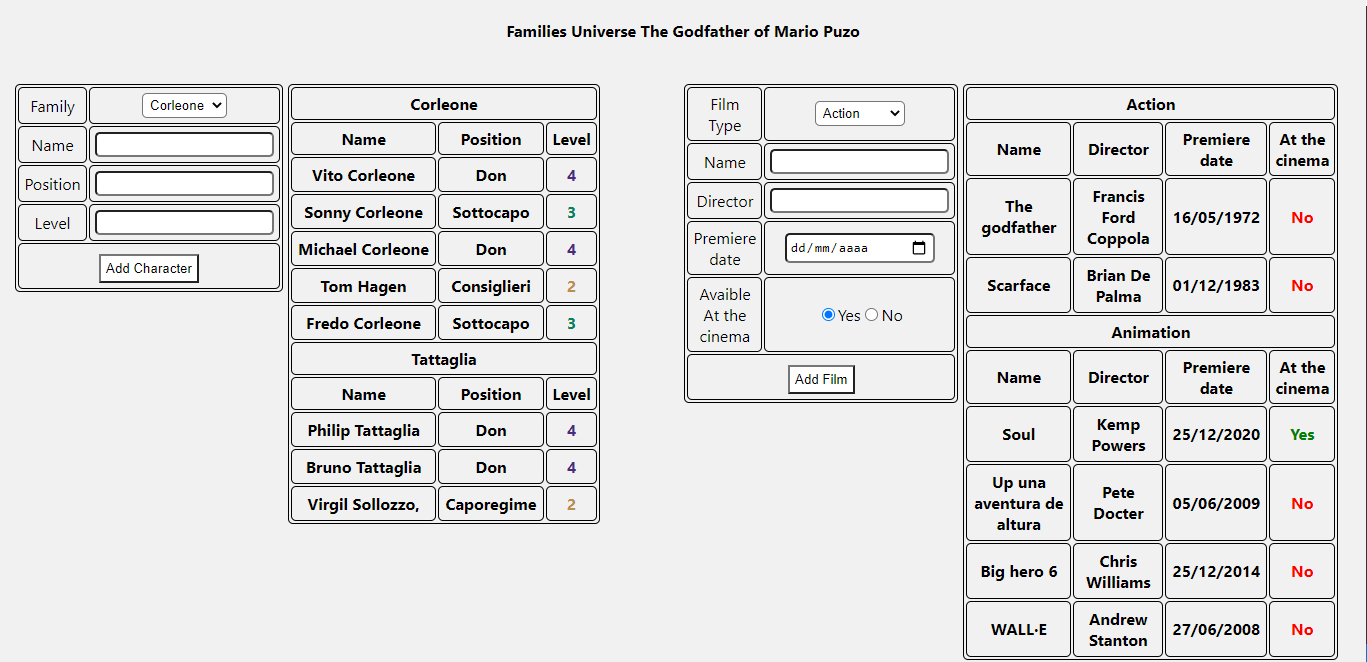 Families Universe The Godfather of Mario Puzo
Family
Corleone
Name
Position
Level
Add Character
Corleone
Name Position Level
Vito Corleone Don 4
Sonny Corleone Sottocapo 3
Michael Corleone Don 4
Tom Hagen Consiglieri 2
Fredo Corleone Sottocapo 3
Tattaglia
Name Position Level
Philip Tattaglia Don 4
Bruno Tattaglia Don 4
Virgil Sollozzo, Caporegime 2
Film
Type
Action
Name
Director
Premiere
date
dd/mm/aaaa
Avaible
At the
cinema
Yes No
Add Film
Action
Name
Director
Premiere
date
At the
cinema
The
godfather
Francis
Ford
Coppola
16/05/1972
No
Scarface
Brian De
Palma
01/12/1983
No
Animation
Name
Director
Premiere
date
At the
cinema
Soul
Kemp
Powers
25/12/2020
Yes
Up una
aventura de
altura
Pete
Docter
05/06/2009
No
Big hero 6
Chris
Williams
25/12/2014
No
WALL·E
Andrew
Stanton
27/06/2008
No